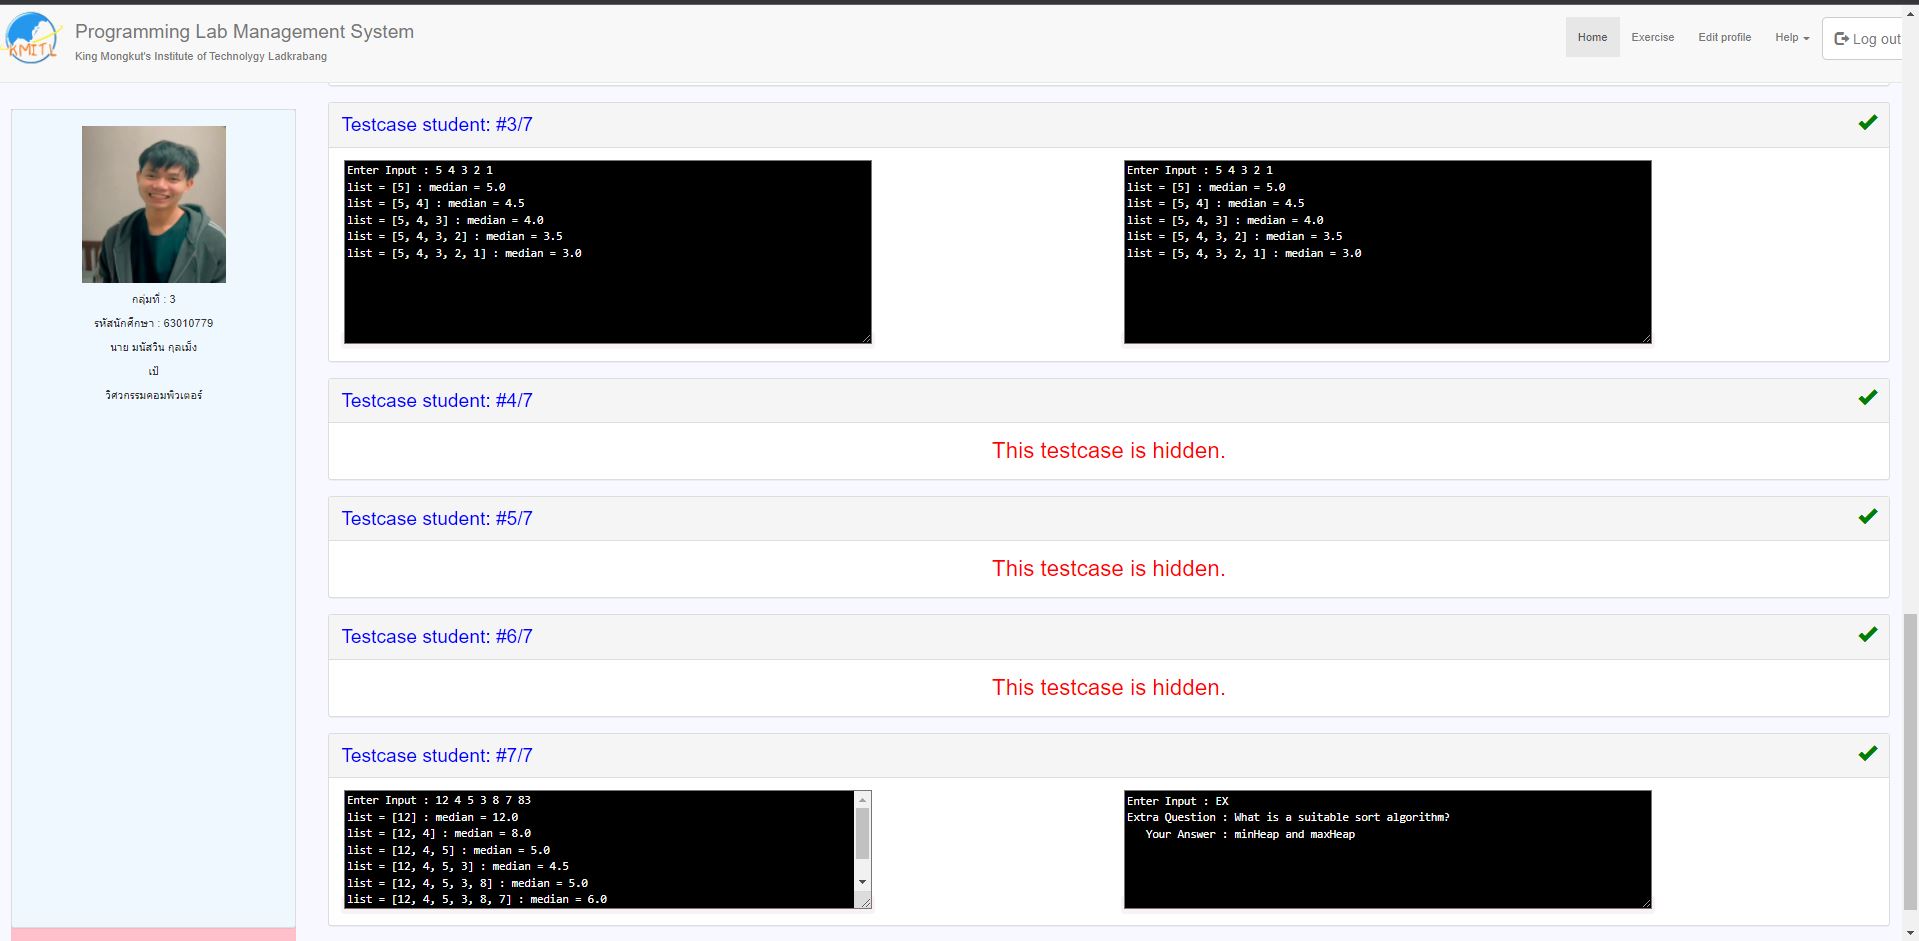 Programming Lab Management System
King Mongkut's Institute of Technolygy Ladkrabang
Home Exercise Edit profile Help Log out
KMITL
กลุ่มที่ : 3
รหัสนักศึกษา : 63010779
นาย มนัสวิน กุลเม็ง
เป้
วิศวกรรมคอมพิวเตอร์
Testcase student: #3/7
Enter Input : 5 4 3 2 1
list = [5] : median = 5.0
list = [5, 4] : median = 4.5
list = [5, 4, 3] : median = 4.0
list = [5, 4, 3, 2] : median = 3.5
list = [5, 4, 3, 2, 1] : median = 3.0
Enter Input : 5 4 3 2 1
list = [5] : median = 5.0
list = [5, 4] : median = 4.5
list = [5, 4, 3] : median = 4.0
list = [5, 4, 3, 2] : median = 3.5
list = [5, 4, 3, 2, 1] : median = 3.0
Testcase student: #4/7
This testcase is hidden.
Testcase student: #5/7
This testcase is hidden.
Testcase student: #6/7
This testcase is hidden.
Testcase student: #7/7
Enter Input : 12 4 5 3 8 7 83
list = [12] : median = 12.0
list = [12, 4] : median = 8.0
list = [12, 4, 5] : median = 5.0
list = [12, 4, 5, 3] : median = 4.5
list = [12, 4, 5, 3, 8] : median = 5.0
list = [12, 4, 5, 3, 8, 7] : median = 6.0
Enter Input : EX
Extra Question : What is a suitable sort algorithm?
Your Answer : minHeap and maxHeap